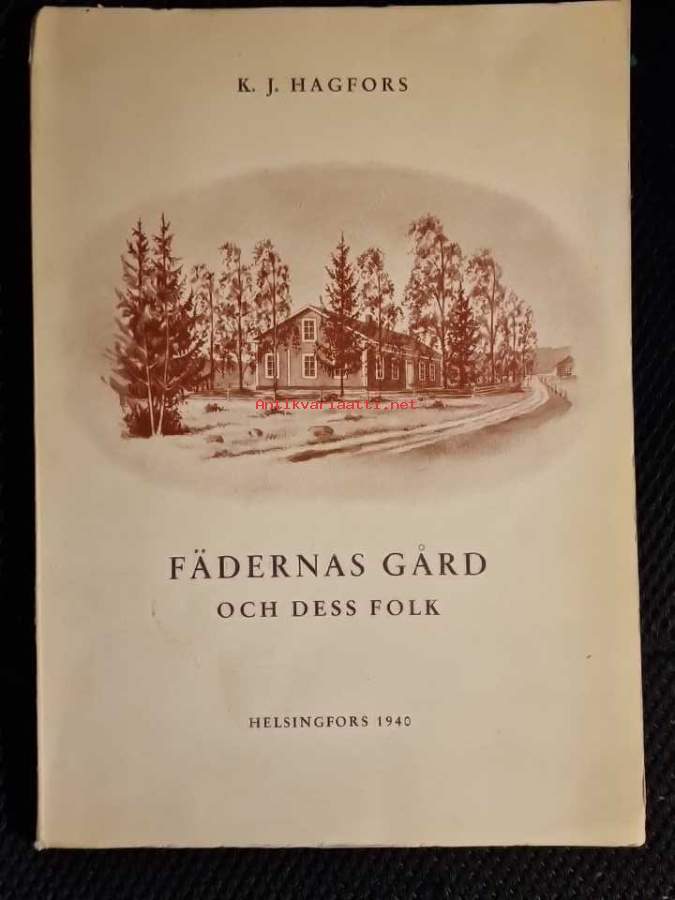 K. J. HAGFORS
Antikvariaatti.net
FÄDERNAS GÅRD
OCH DESS FOLK
HELSINGFORS 1940